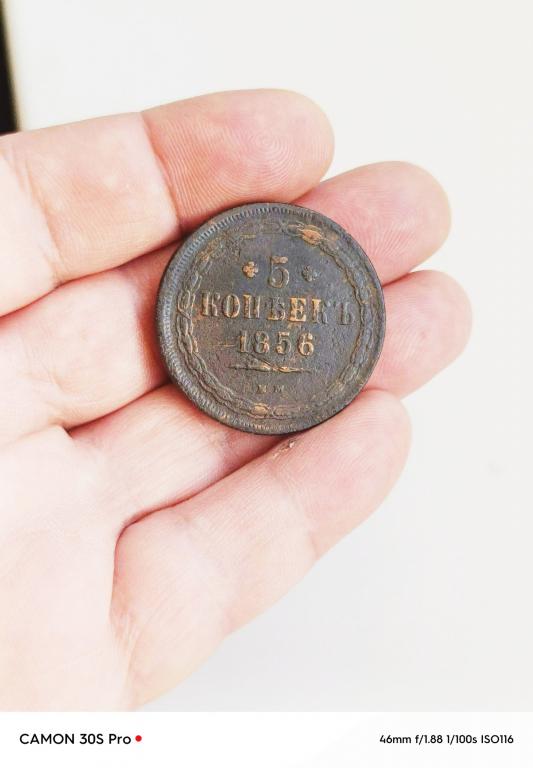 5
КОПѢЕКЪ
1856
Е М
CAMON 30S Pro
46mm f/1.88 1/100s ISO116